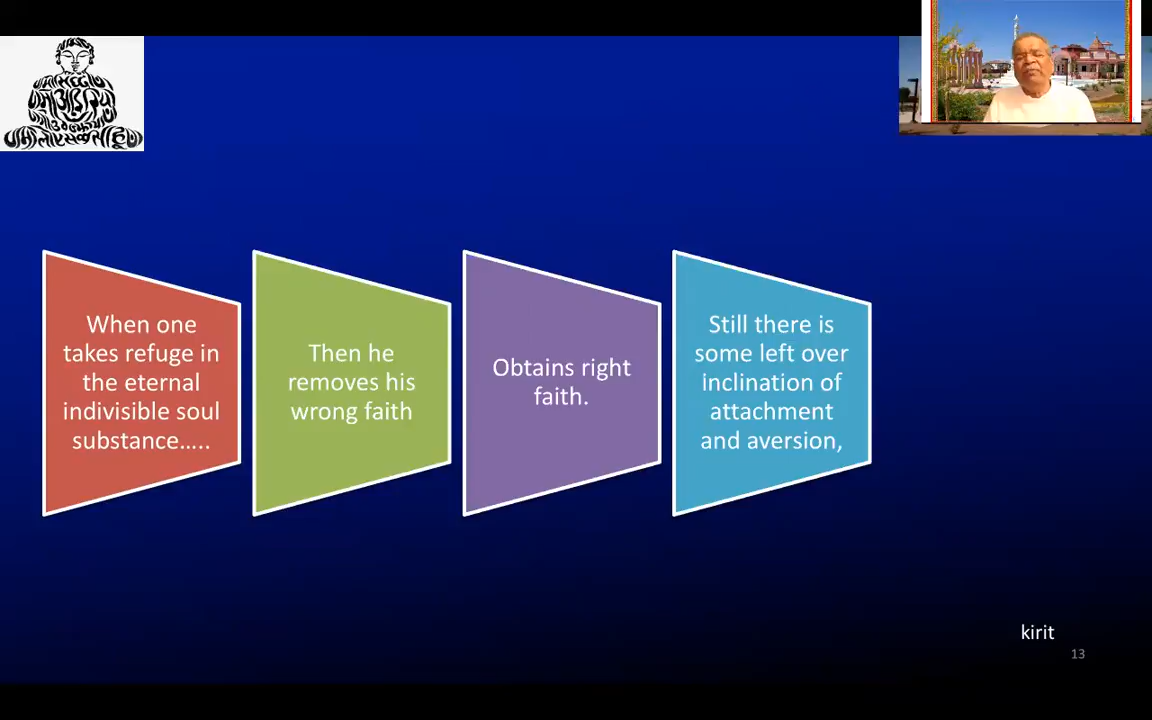 When one
takes refuge in
the eternal
indivisible soul
substance…..
Then he
removes his
wrong faith
Obtains right
faith.
Still there is
some left over
inclination of
attachment
and aversion,
kirit
13